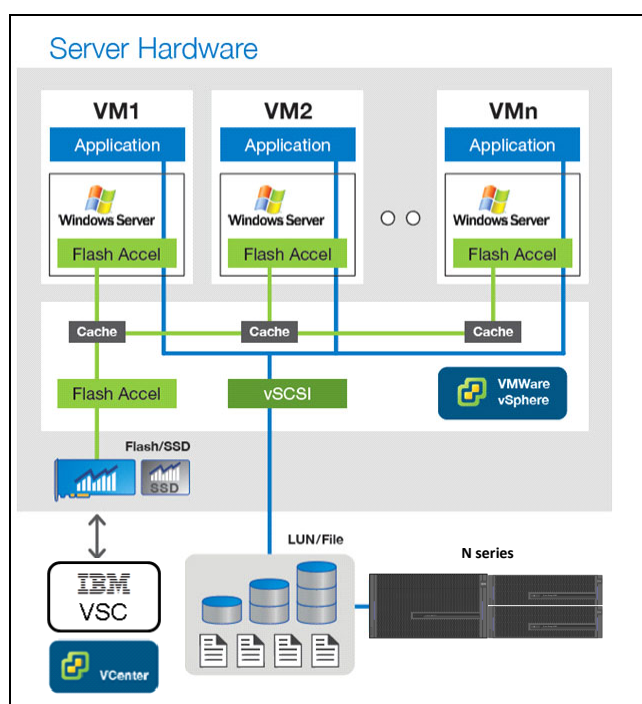 Server Hardware
VM1
VM2
VMn
Application
Application
Application
Windows Server
Windows Server
Windows Server
Flash Accel
Flash Accel
Flash Accel
Cache
Cache
Cache
Flash Accel
vSCSI
VMWare
vSphere
Flash/SSD
SSD
LUN/File
N series
IBM
VSC
VCenter